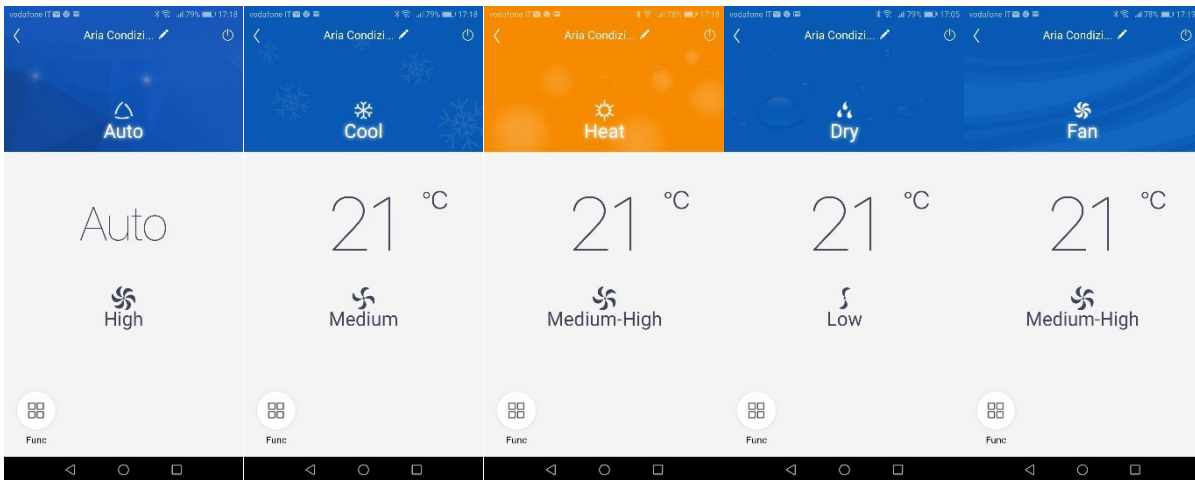 vodafone IT 79% 17:18
Aria Condizi...
Auto
Auto
High
Func
vodafone IT 79% 17:18
Aria Condizi...
Cool
21 °C
Medium
Func
vodafone IT 78% 17:18
Aria Condizi...
Heat
21 °C
Medium-High
Func
vodafone IT 79% 17:05
Aria Condizi...
Dry
21 °C
Low
Func
vodafone IT 78% 17:19
Aria Condizi...
Fan
21 °C
Medium-High
Func